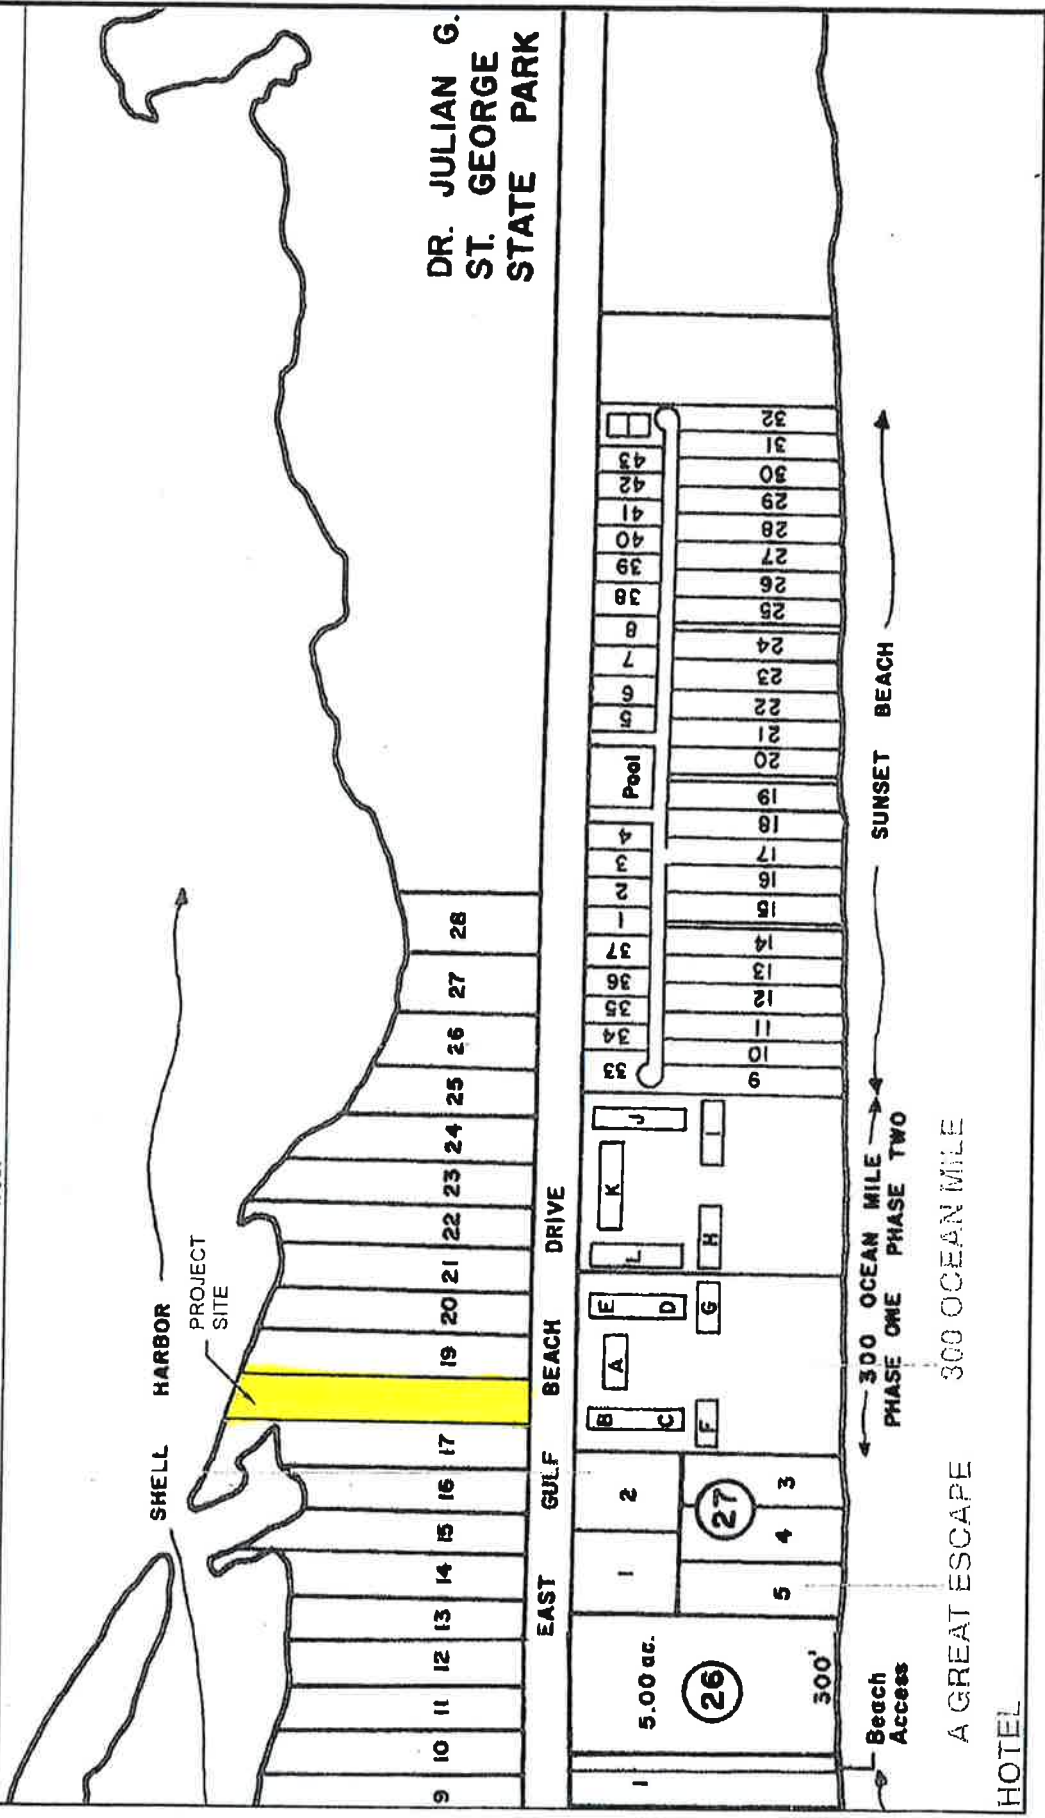 SHELL HARBOR
PROJECT
SITE
DR. JULIAN G.
ST. GEORGE
STATE PARK
9 10 11 12 13 14 15 16 17 19 20 21 22 23 24 25 26 27 28
EAST GULF BEACH DRIVE
1
5.00 ac.
26
300'
1 2
27
5 4 3
B C A E D F G
L K J H I
33 34 35 36 37 1 2 3 4 Pool 5 6 7 8 38 39 40 41 42 43
9 10 11 12 13 14 15 16 17 18 19 20 21 22 23 24 25 26 27 28 29 30 31 32
Beach
Access
300 OCEAN MILE
PHASE ONE PHASE TWO
SUNSET BEACH
A GREAT ESCAPE
300 OCEAN MILE
HOTEL